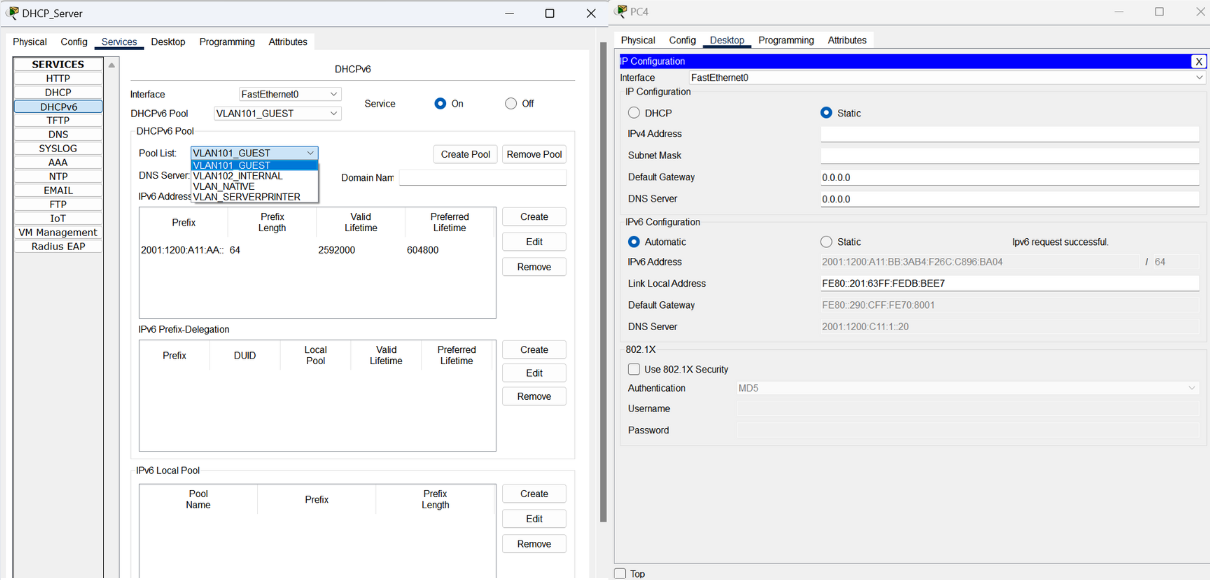 DHCP_Server
Physical Config Services Desktop Programming Attributes
SERVICES
HTTP
DHCP
DHCPv6
TFTP
DNS
SYSLOG
AAA
NTP
EMAIL
FTP
IoT
VM Management
Radius EAP
DHCPv6
Interface FastEthernet0 Service On Off
DHCPv6 Pool VLAN101_GUEST
DHCPv6 Pool
Pool List: VLAN101_GUEST Create Pool Remove Pool
VLAN101_GUEST
VLAN102_INTERNAL
VLAN_NATIVE
VLAN_SERVERPRINTER
DNS Server: Domain Nam
IPv6 Address
Prefix Prefix Length Valid Lifetime Preferred Lifetime
2001:1200:A11:AA:: 64 2592000 604800
Create
Edit
Remove
IPv6 Prefix-Delegation
Prefix DUID Local Pool Valid Lifetime Preferred Lifetime
Create
Edit
Remove
IPv6 Local Pool
Pool Name Prefix Prefix Length
Create
Edit
Remove
PC4
Physical Config Desktop Programming Attributes
IP Configuration X
Interface FastEthernet0
IP Configuration
DHCP Static
IPv4 Address
Subnet Mask
Default Gateway 0.0.0.0
DNS Server 0.0.0.0
IPv6 Configuration
Automatic Static Ipv6 request successful.
IPv6 Address 2001:1200:A11:BB:3AB4:F26C:C896:BA04 / 64
Link Local Address FE80::201:63FF:FEDB:BEE7
Default Gateway FE80::290:CFF:FE70:8001
DNS Server 2001:1200:C11:1::20
802.1X
Use 802.1X Security
Authentication MD5
Username
Password
Top